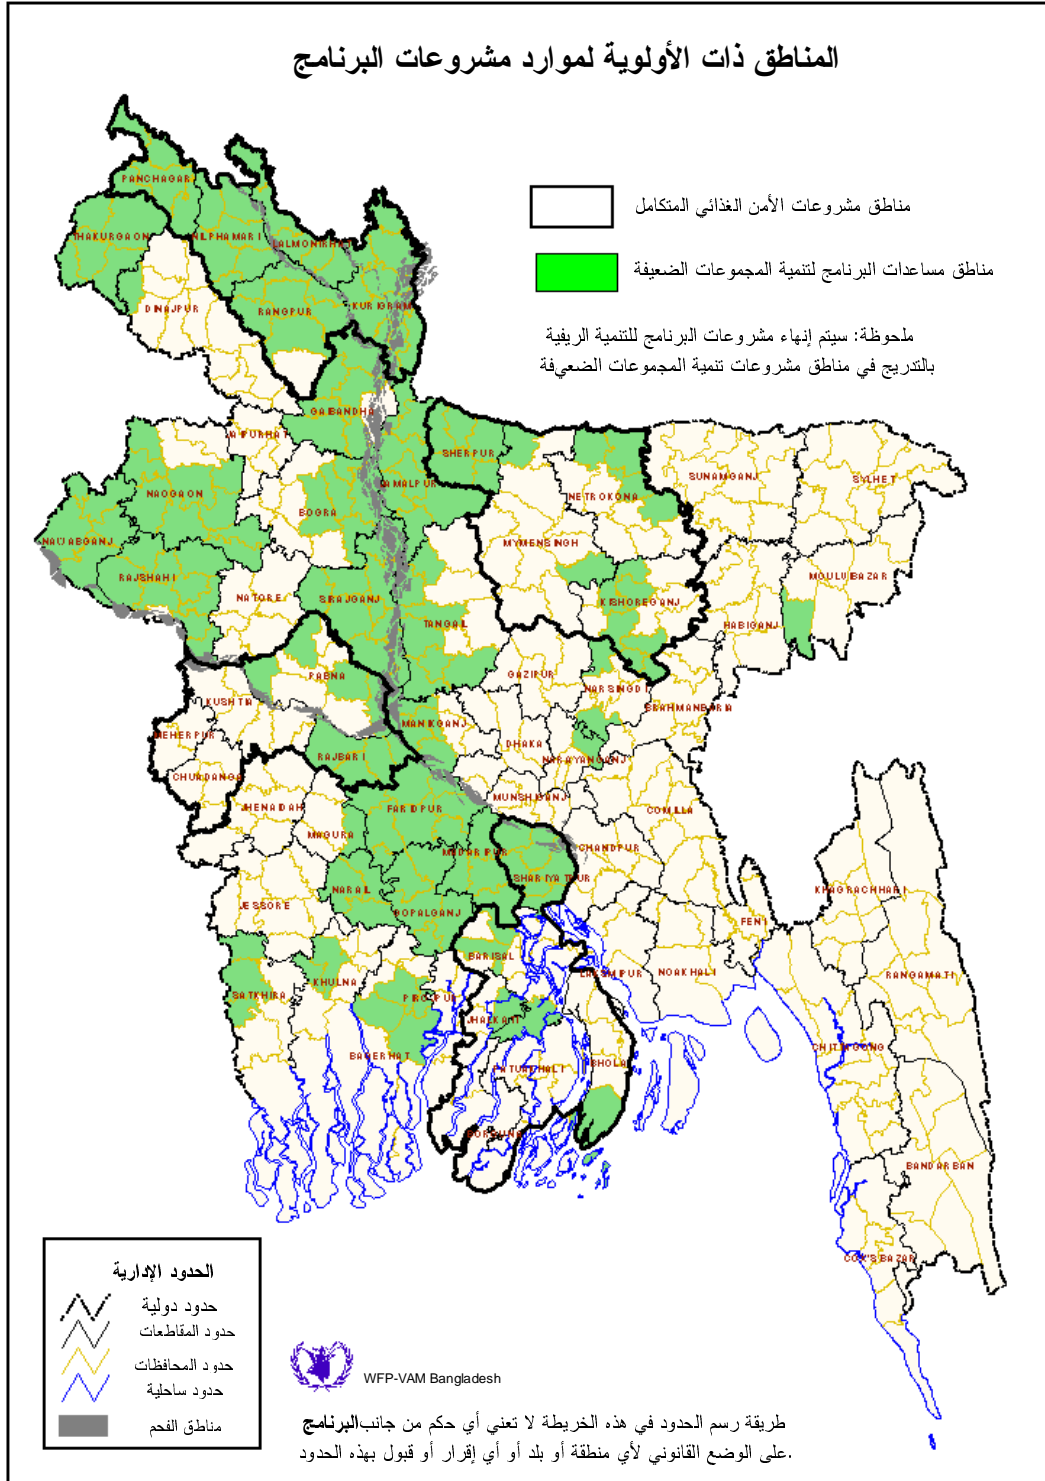 المناطق ذات الأولوية لموارد مشروعات البرنامج
مناطق مشروعات الأمن الغذائي المتكامل
مناطق مساعدات البرنامج لتنمية المجموعات الضعيفة
ملحوظة: سيتم إنهاء مشروعات البرنامج للتنمية الريفية
بالتدريج في مناطق مشروعات تنمية المجموعات الضعيفة
PANCHAGAR
THAKURGAON
NILPHAMARI
LALMONIRHAT
DINAJPUR
RANGPUR
KURIGRAM
GAIBANDHA
JAIPURHAT
SHERPUR
SUNAMGANJ
SYLHET
NAOGAON
BOGRA
JAMALPUR
NETROKONA
NAWABGANJ
MYMENSINGH
RAJSHAHI
MOULVIBAZAR
NATORE
SIRAJGANJ
KISHOREGANJ
TANGAIL
HABIGANJ
PABNA
GAZIPUR
NARSINGDI
KUSHTIA
BRAHMANBARIA
MEHERPUR
MANIKGANJ
DHAKA
RAJBARI
NARAYANGANJ
CHUADANGA
MUNSHIGANJ
JHENAIDAH
FARIDPUR
COMILLA
MAGURA
MADARIPUR
CHANDPUR
SHARIYATPUR
NARAIL
KHAGRACHHARI
JESSORE
GOPALGANJ
FENI
BARISAL
LAKSMIPUR
NOAKHALI
RANGAMATI
SATKHIRA
KHULNA
PIROJPUR
JHALKATI
BAGERHAT
PATUAKHALI
BHOLA
CHITTAGONG
BORGUNA
BANDARBAN
COX'S BAZAR
الحدود الإدارية
حدود دولية
حدود المقاطعات
حدود المحافظات
حدود ساحلية
مناطق الفحم
WFP-VAM Bangladesh
طريقة رسم الحدود في هذه الخريطة لا تعني أي حكم من جانب البرنامج
على الوضع القانوني لأي منطقة أو بلد أو أي إقرار أو قبول بهذه الحدود.